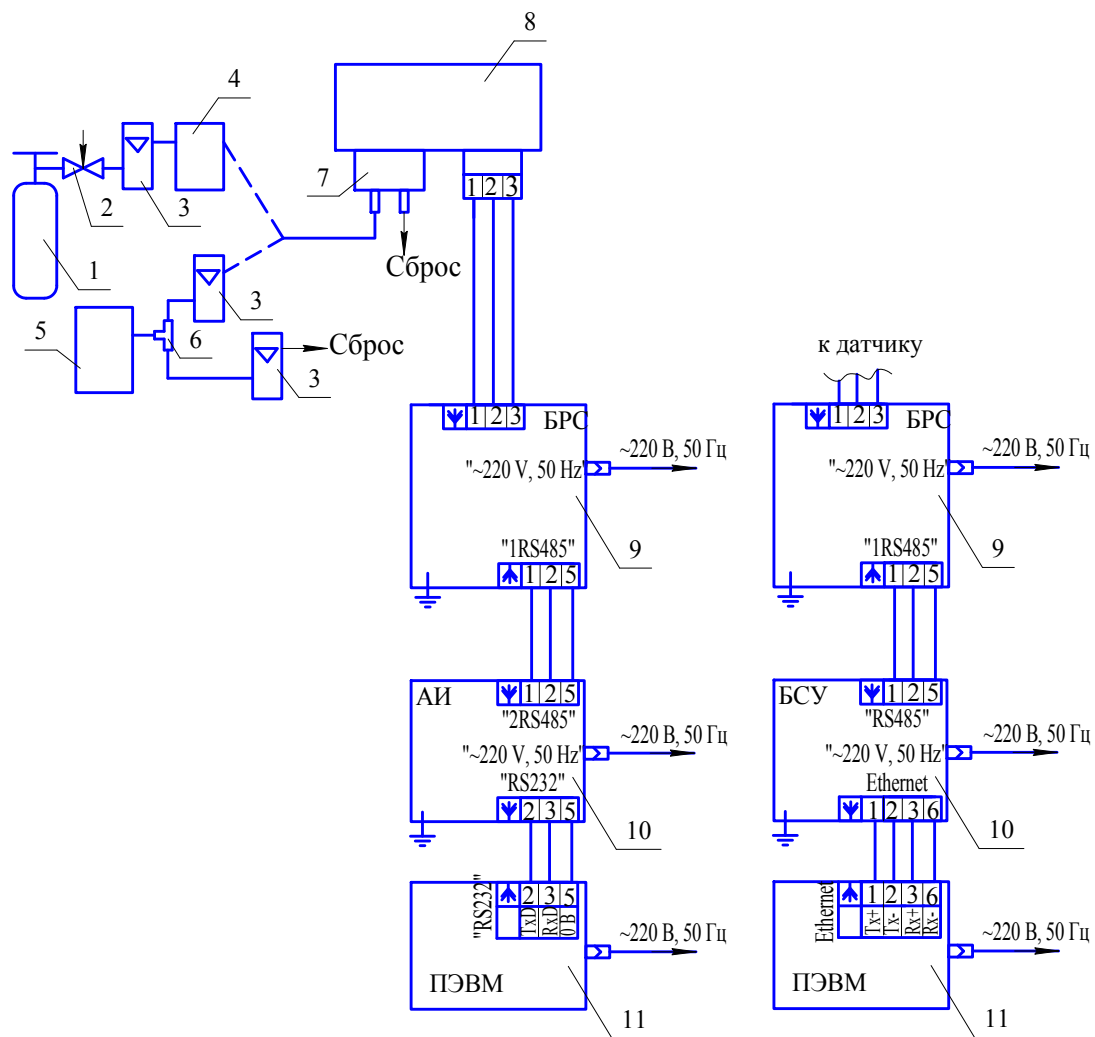 8
4
7
1 2 3
2
3
Сброс
1
3
5
6
Сброс
3
к датчику
1 2 3
БРС
~220 В, 50 Гц
"~220 V, 50 Hz"
9
"1RS485"
1 2 5
1 2 3
БРС
~220 В, 50 Гц
"~220 V, 50 Hz"
9
"1RS485"
1 2 5
АИ
1 2 5
"2RS485"
~220 В, 50 Гц
"~220 V, 50 Hz"
"RS232"
2 3 5
10
БСУ
1 2 5
"RS485"
~220 В, 50 Гц
"~220 V, 50 Hz"
Ethernet
1 2 3 6
10
"RS232"
2 3 5
TxD
RxD
0 В
~220 В, 50 Гц
ПЭВМ
11
Ethernet
1 2 3 6
Tx+
Tx-
Rx+
Rx-
~220 В, 50 Гц
ПЭВМ
11